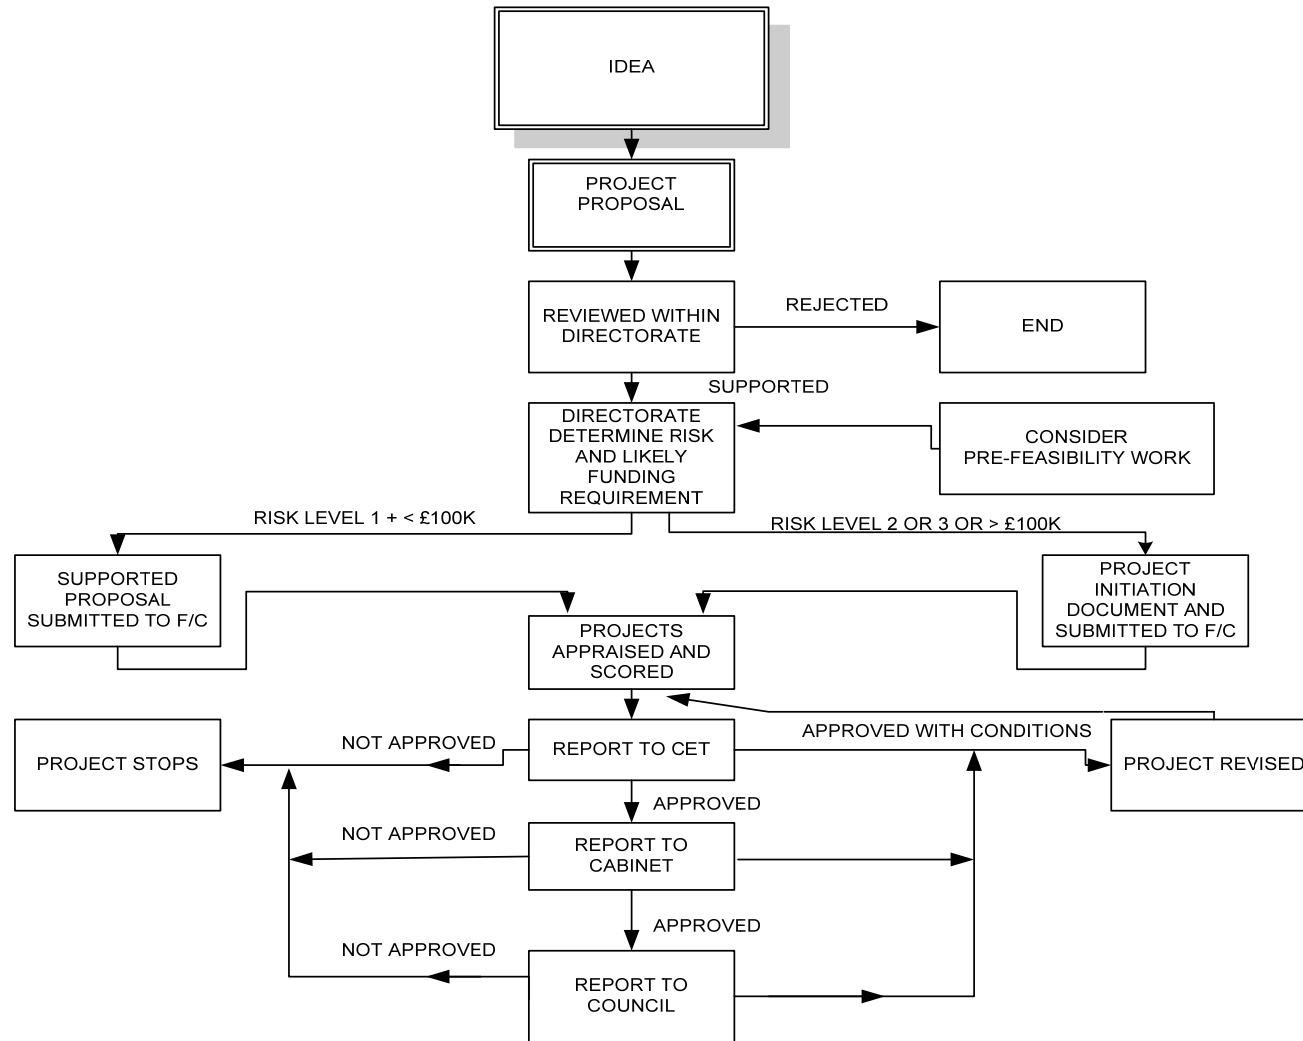 IDEA
PROJECT
PROPOSAL
REVIEWED WITHIN
DIRECTORATE
REJECTED
END
SUPPORTED
DIRECTORATE
DETERMINE RISK
AND LIKELY
FUNDING
REQUIREMENT
CONSIDER
PRE-FEASIBILITY WORK
RISK LEVEL 1 + < £100K
RISK LEVEL 2 OR 3 OR > £100K
SUPPORTED
PROPOSAL
SUBMITTED TO F/C
PROJECT
INITIATION
DOCUMENT AND
SUBMITTED TO F/C
PROJECTS
APPRAISED AND
SCORED
PROJECT STOPS
NOT APPROVED
REPORT TO CET
APPROVED WITH CONDITIONS
PROJECT REVISED
APPROVED
NOT APPROVED
REPORT TO
CABINET
APPROVED
NOT APPROVED
REPORT TO
COUNCIL